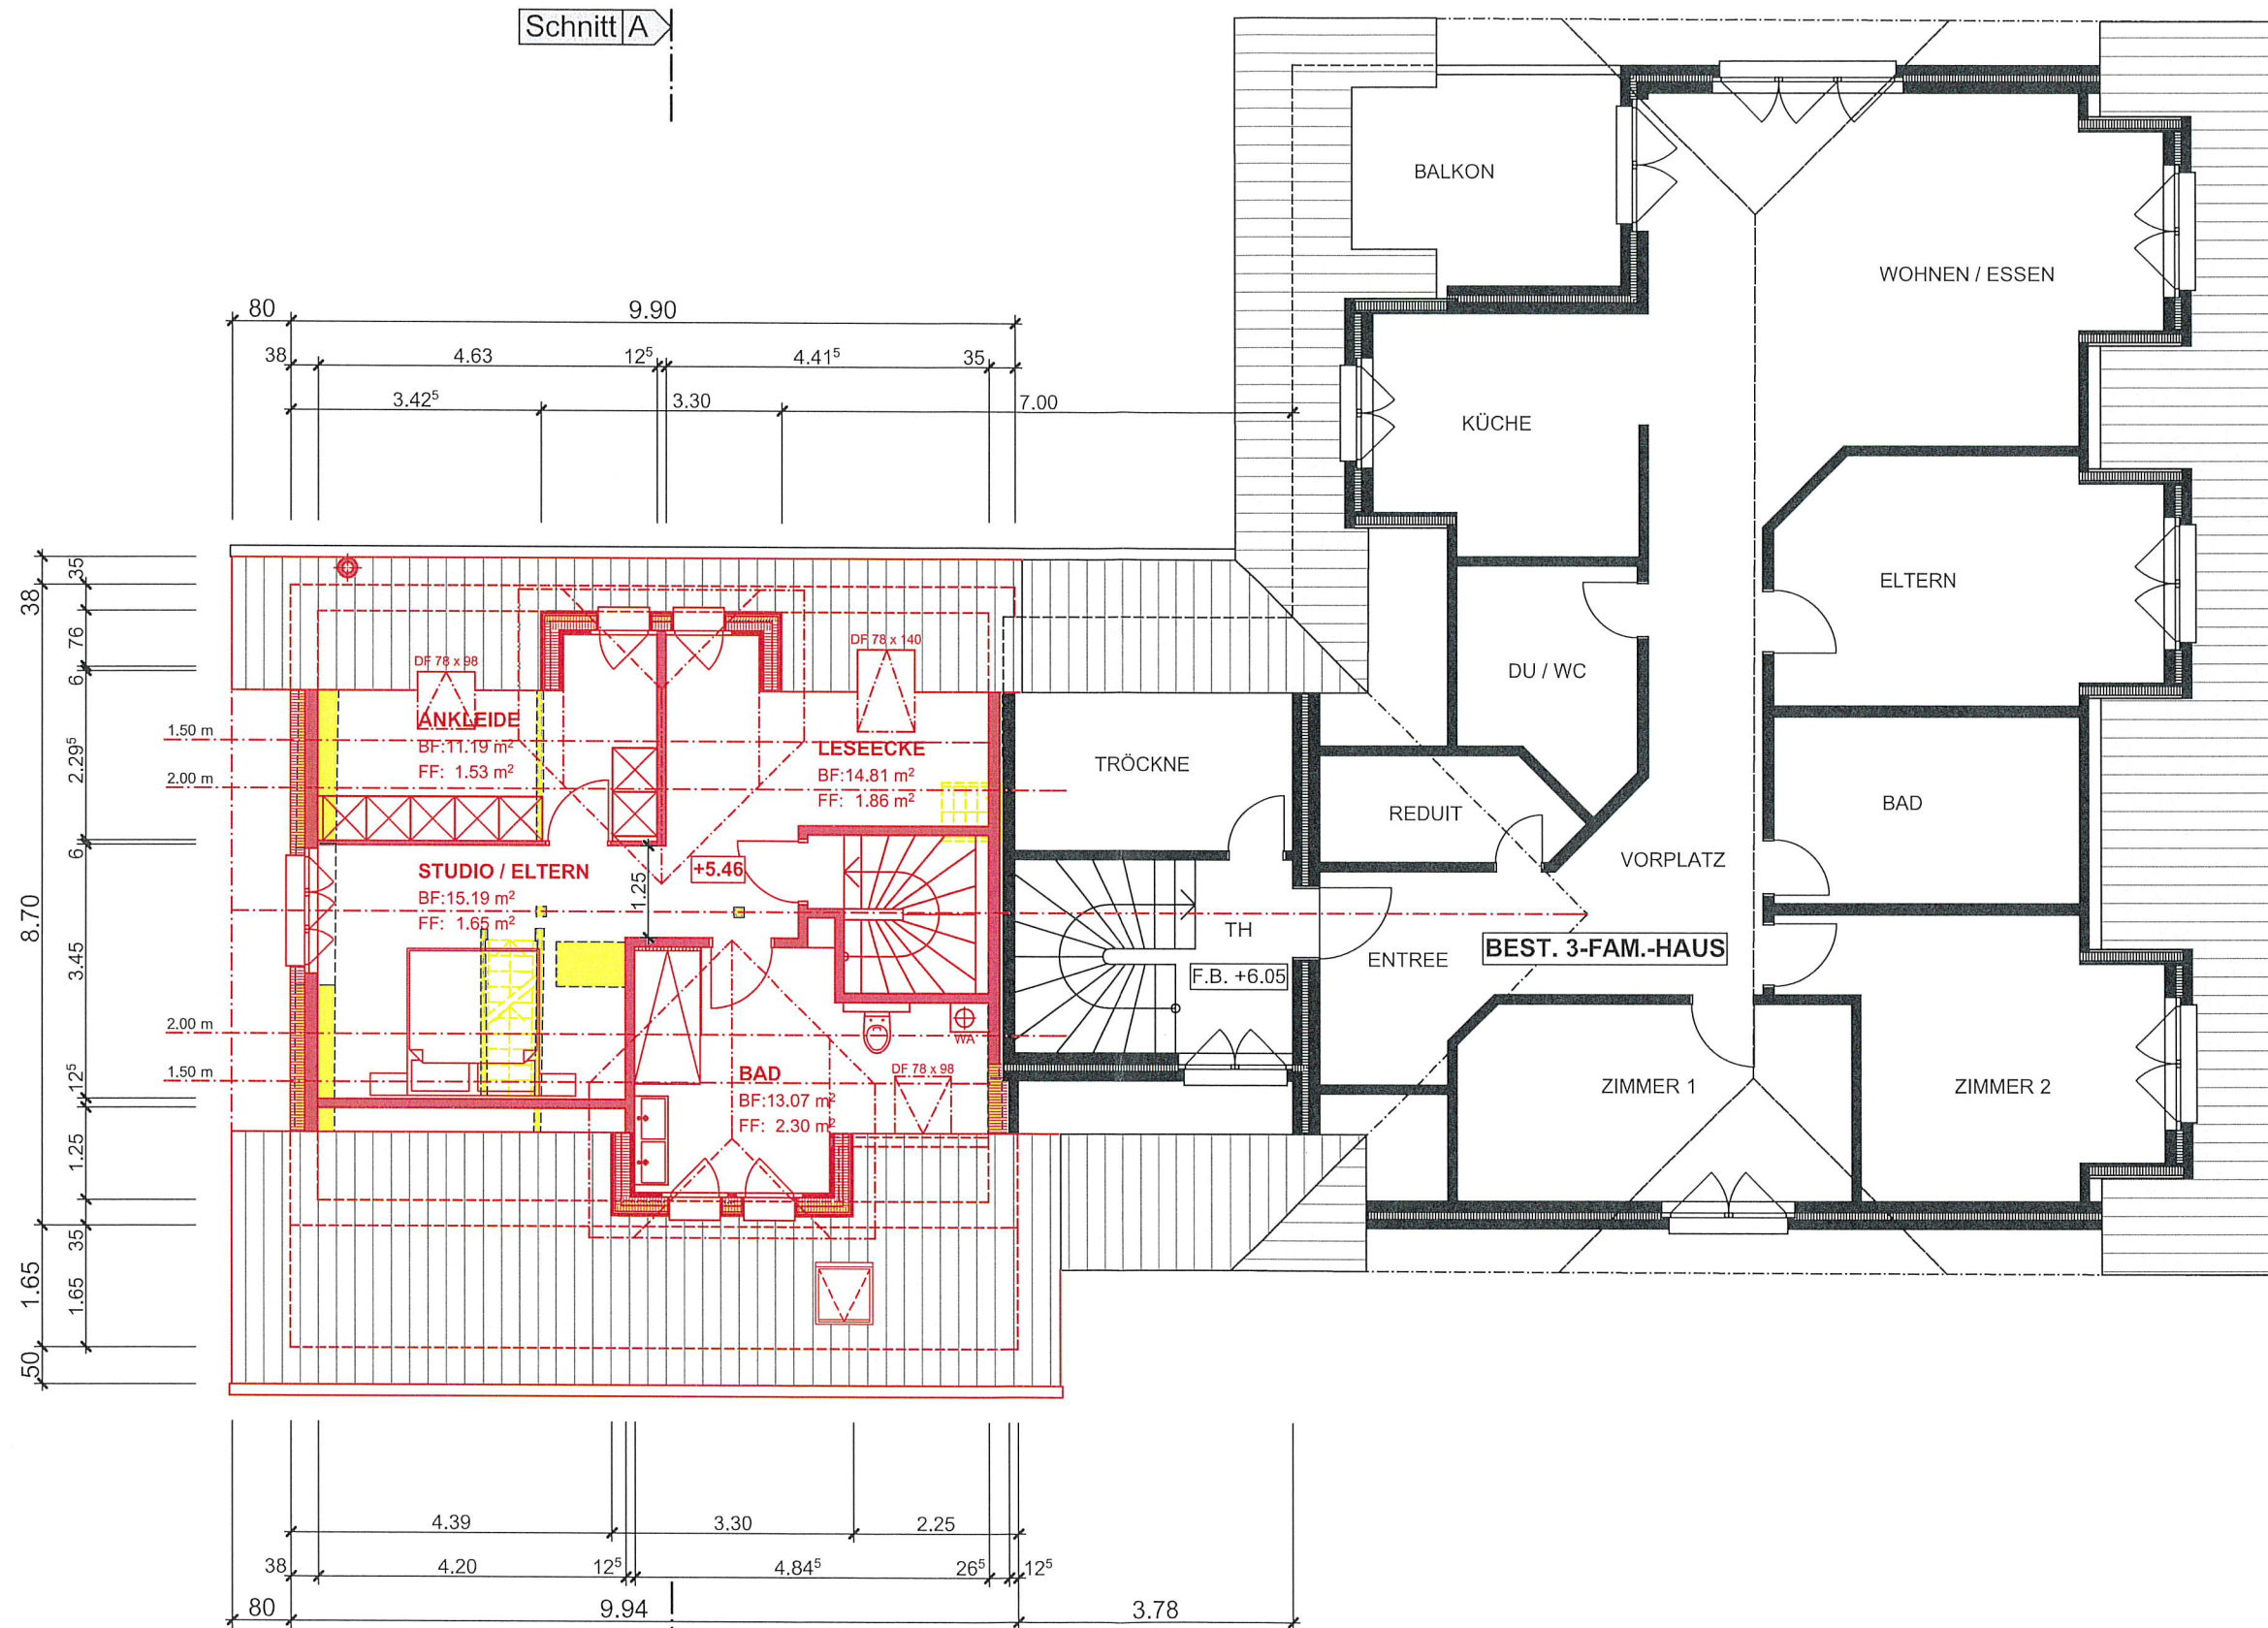 Schnitt A
BALKON
WOHNEN / ESSEN
80
9.90
38
4.63
12⁵
4.41⁵
35
3.42⁵
3.30
7.00
KÜCHE
ELTERN
DU / WC
38
35
76
6
2.29⁵
6
8.70
3.45
12⁵
1.25
35
1.65
1.65
50
DF 78 x 98
DF 78 x 140
1.50 m
ANKLEIDE
BF:11.19 m²
FF: 1.53 m²
LESEECKE
BF:14.81 m²
FF: 1.86 m²
2.00 m
TRÖCKNE
REDUIT
BAD
VORPLATZ
STUDIO / ELTERN
BF:15.19 m²
FF: 1.65 m²
1.25
+5.46
TH
F.B. +6.05
ENTREE
BEST. 3-FAM.-HAUS
2.00 m
WA
1.50 m
BAD
BF:13.07 m²
FF: 2.30 m²
DF 78 x 98
ZIMMER 1
ZIMMER 2
4.39
3.30
2.25
38
4.20
12⁵
4.84⁵
26⁵
12⁵
80
9.94
3.78